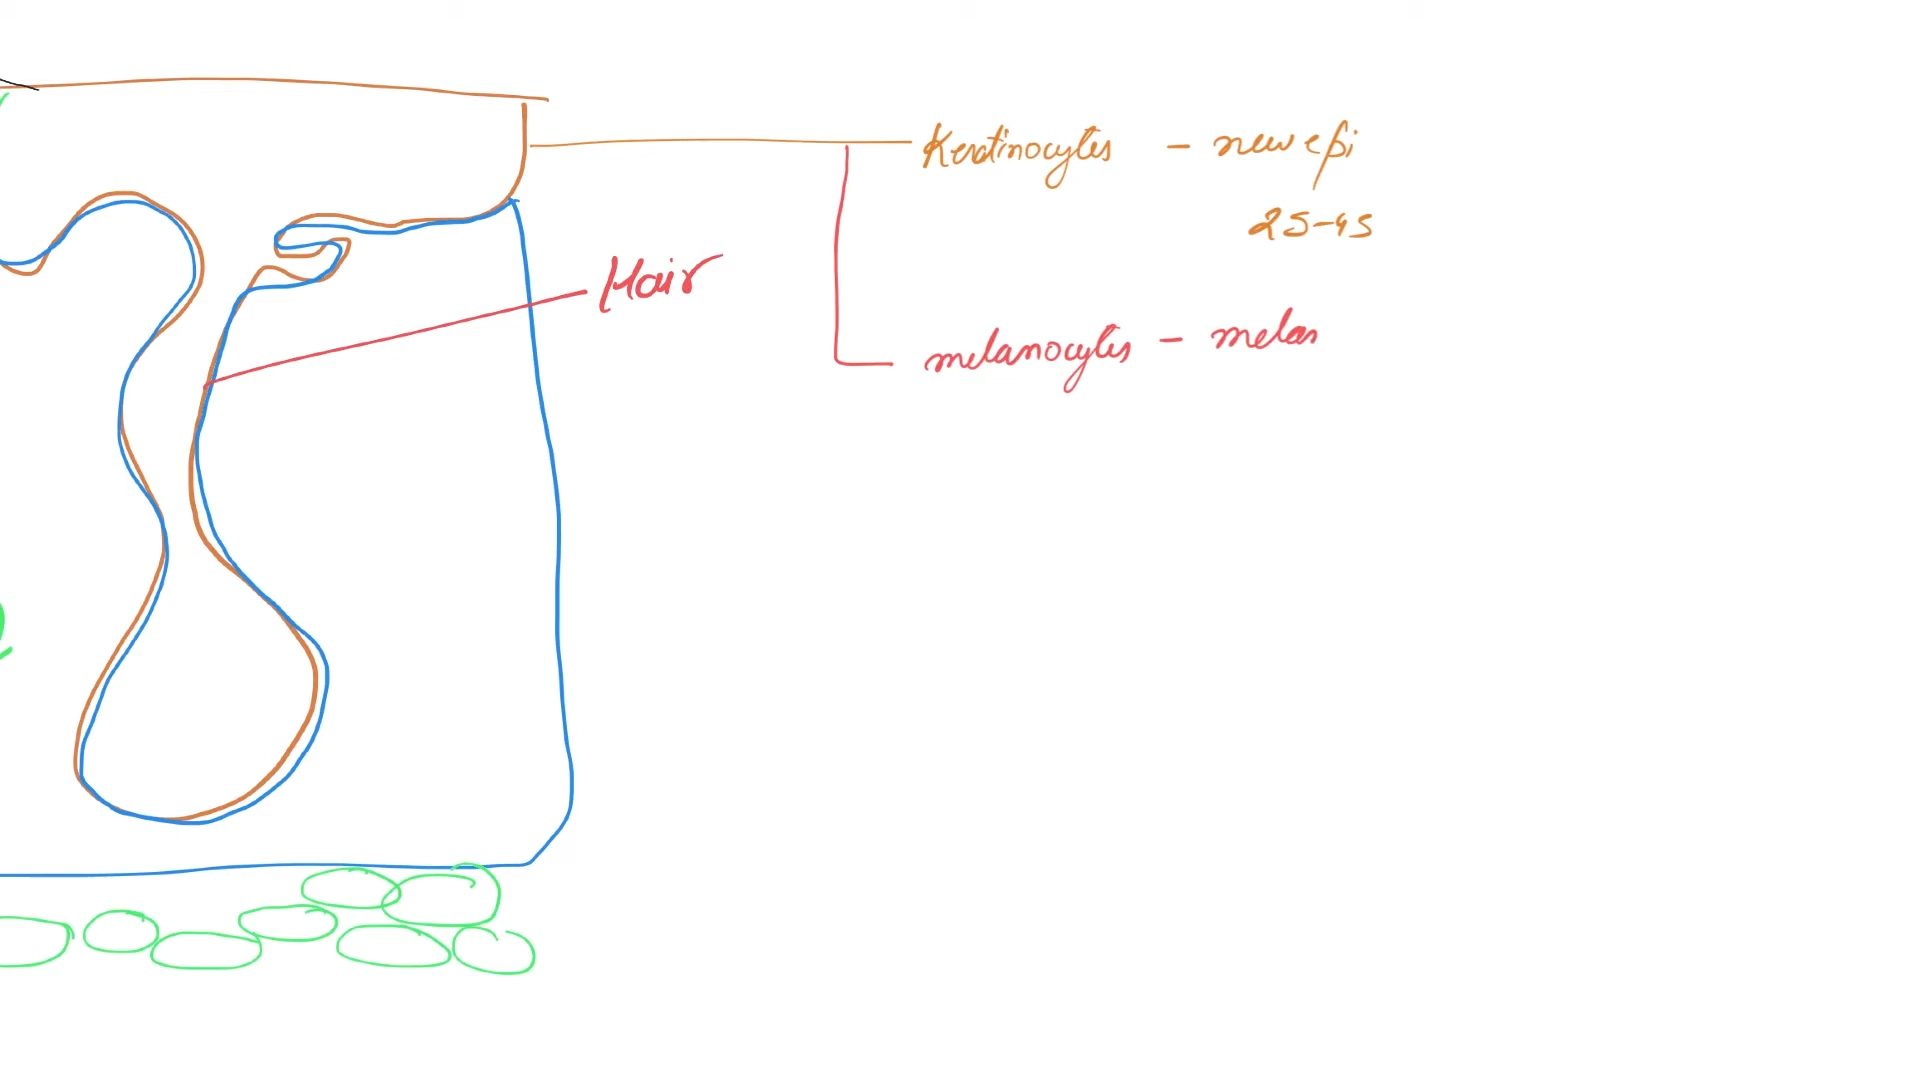 Keratinocytes - new epi
25-45
Hair
melanocytes - melan